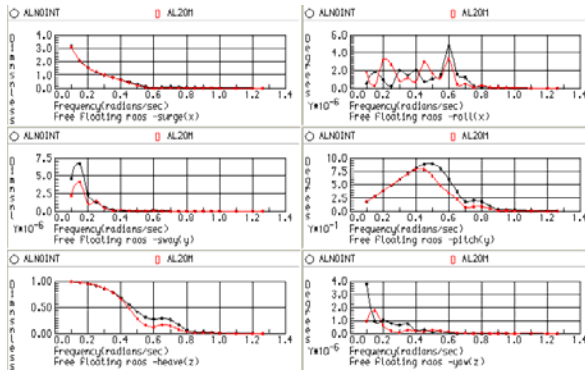 ALNOINT AL20M
Dimnsnless
4.0
3.0
2.0
1.0
0.0
0.0 0.2 0.4 0.6 0.8 1.0 1.2 1.4
Frequency(radians/sec)
Free floating raos -surge(x)
ALNOINT AL20M
Degrees
6.0
4.0
2.0
0.0
Y*10-6
0.0 0.2 0.4 0.6 0.8 1.0 1.2 1.4
Frequency(radians/sec)
Free floating raos -roll(x)
ALNOINT AL20M
Dimnsnl
7.5
5.0
2.5
0.0
Y*10-6
0.0 0.2 0.4 0.6 0.8 1.0 1.2 1.4
Frequency(radians/sec)
Free floating raos -sway(y)
ALNOINT AL20M
Degrees
10.0
7.5
5.0
2.5
0.0
Y*10-1
0.0 0.2 0.4 0.6 0.8 1.0 1.2 1.4
Frequency(radians/sec)
Free floating raos -pitch(y)
ALNOINT AL20M
Dimnsnless
1.00
0.50
0.00
0.0 0.2 0.4 0.6 0.8 1.0 1.2 1.4
Frequency(radians/sec)
Free floating raos -heave(z)
ALNOINT AL20M
Degrees
4.0
3.0
2.0
1.0
0.0
Y*10-6
0.0 0.2 0.4 0.6 0.8 1.0 1.2 1.4
Frequency(radians/sec)
Free floating raos -yaw(z)